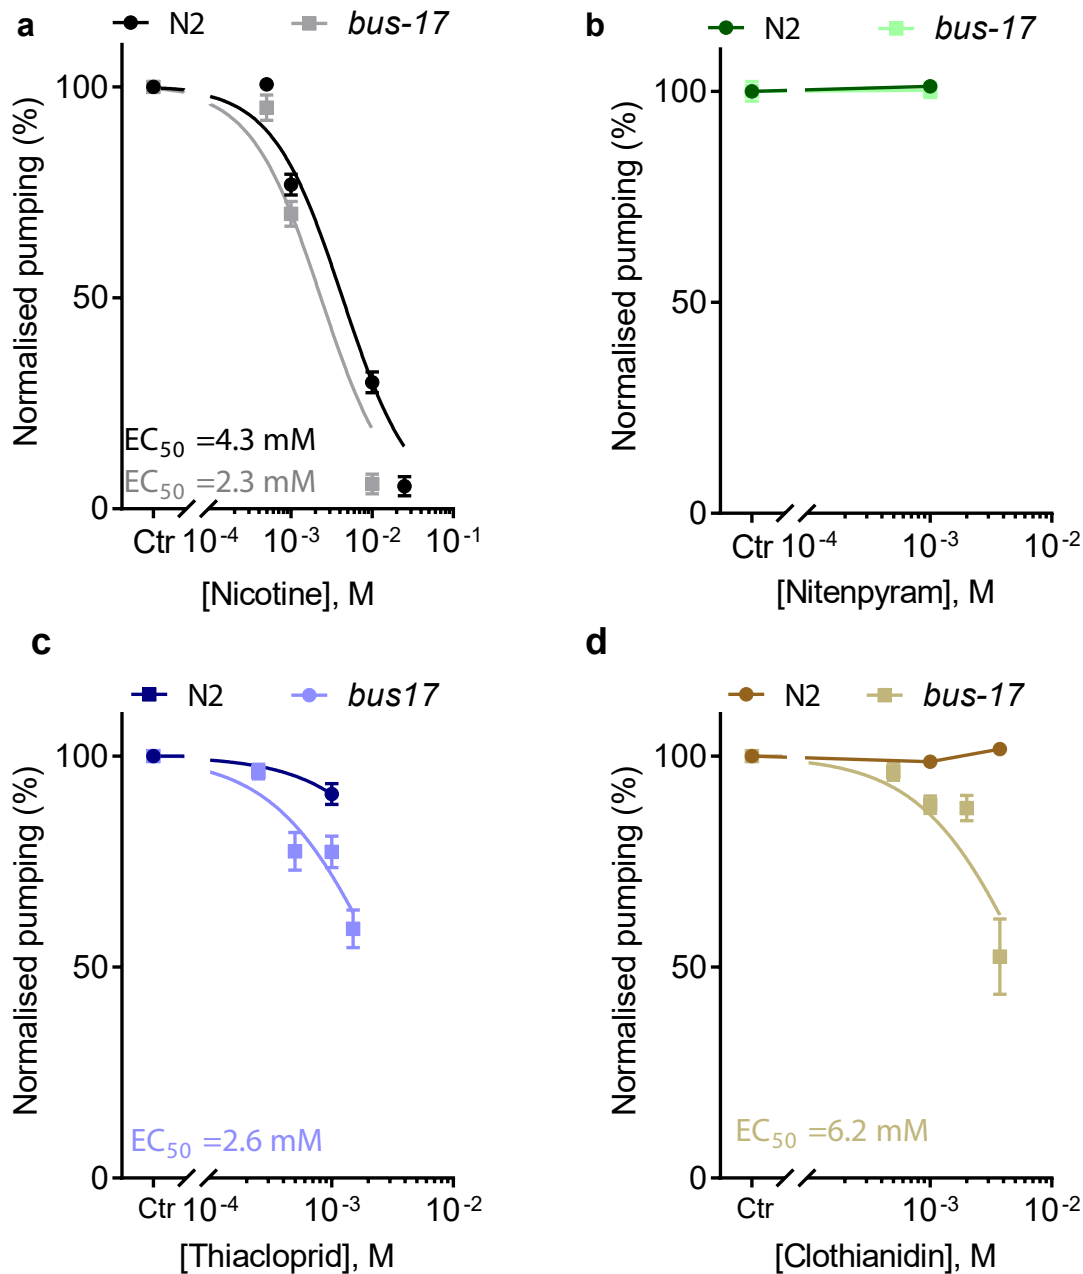 a
N2 bus-17
Normalised pumping (%)
100
50
0
EC50 =4.3 mM
EC50 =2.3 mM
Ctr 10-4 10-3 10-2 10-1
[Nicotine], M
b
N2 bus-17
Normalised pumping (%)
100
50
0
Ctr 10-4 10-3 10-2
[Nitenpyram], M
c
N2 bus17
Normalised pumping (%)
100
50
0
EC50 =2.6 mM
Ctr 10-4 10-3 10-2
[Thiacloprid], M
d
N2 bus-17
Normalised pumping (%)
100
50
0
EC50 =6.2 mM
Ctr 10-3 10-2
[Clothianidin], M